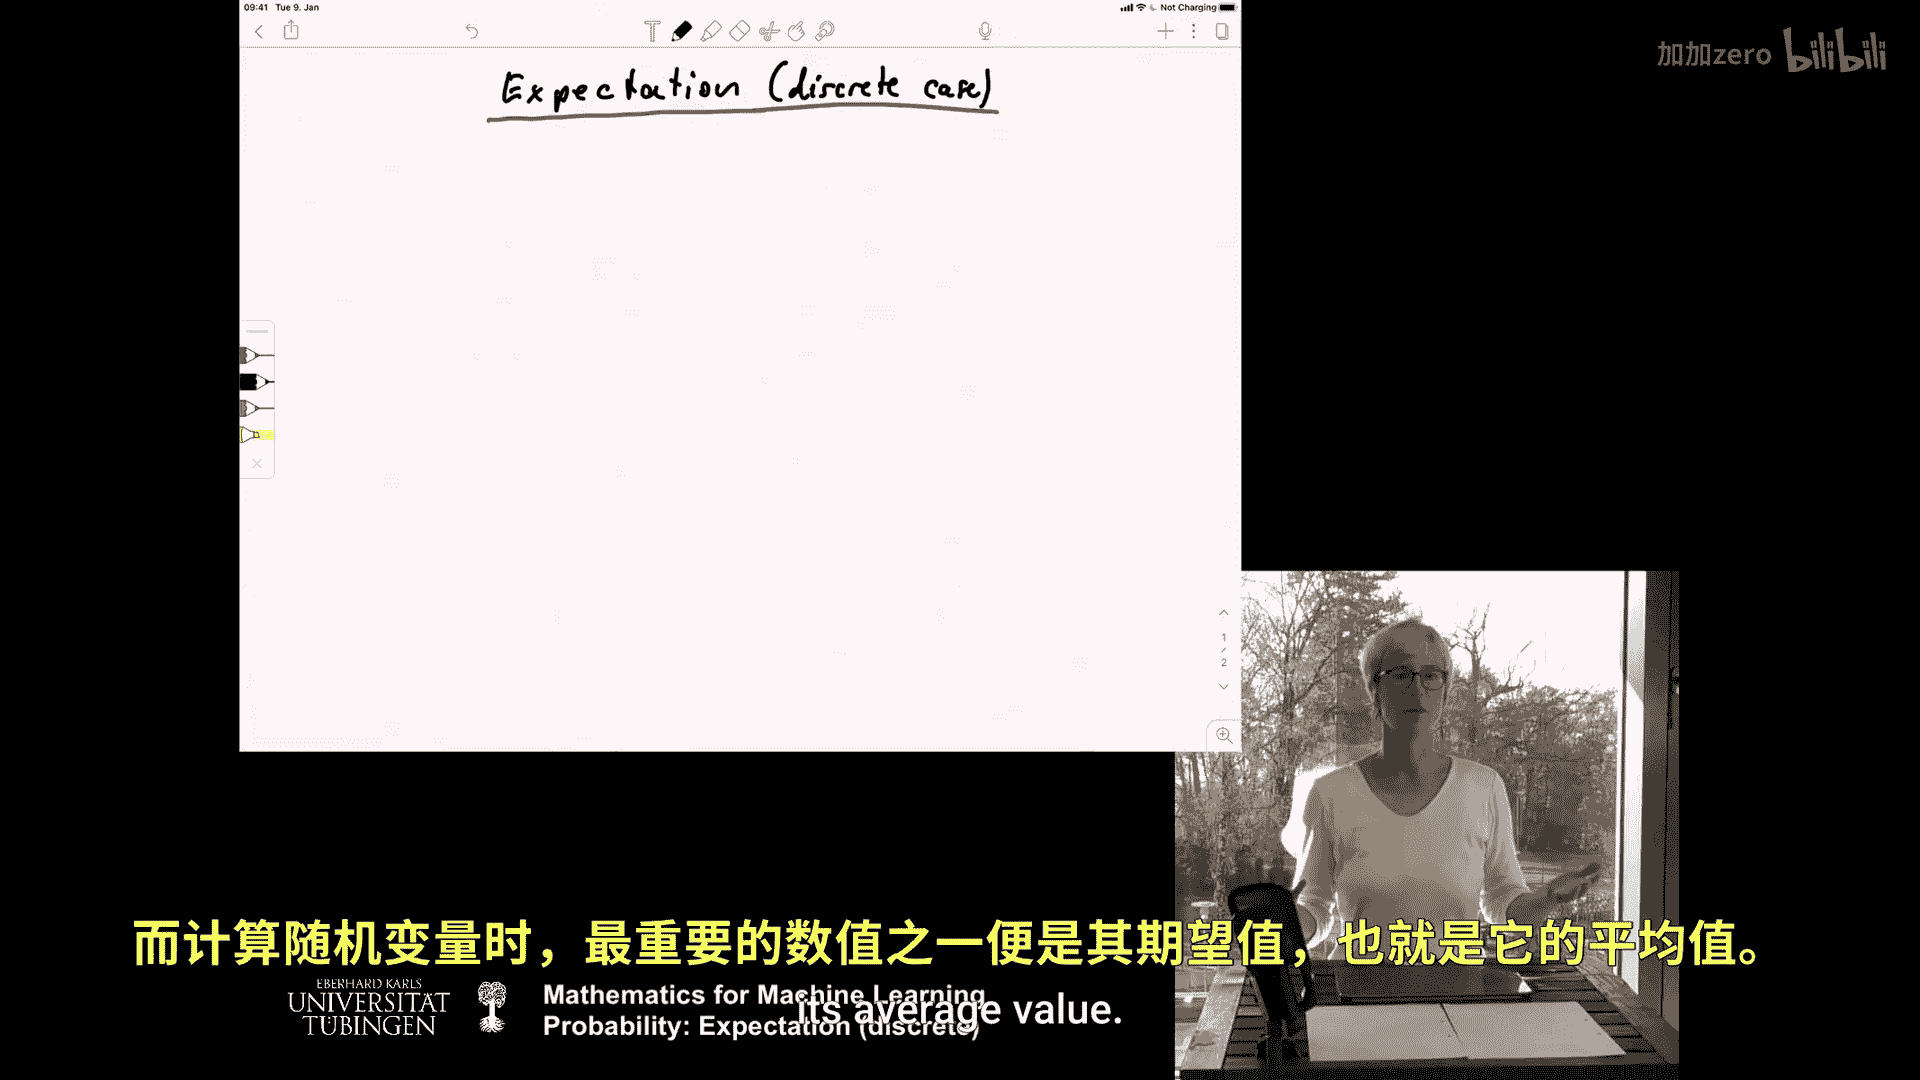 09:41 Tue 9. Jan
Not Charging
加加zero bilibili
Expectation (discrete case)
1
/
2
而计算随机变量时，最重要的数值之一便是其期望值，也就是它的平均值。
its average value.
EBERHARD KARLS
UNIVERSITÄT
TÜBINGEN
Mathematics for Machine Learning
Probability: Expectation (discrete)